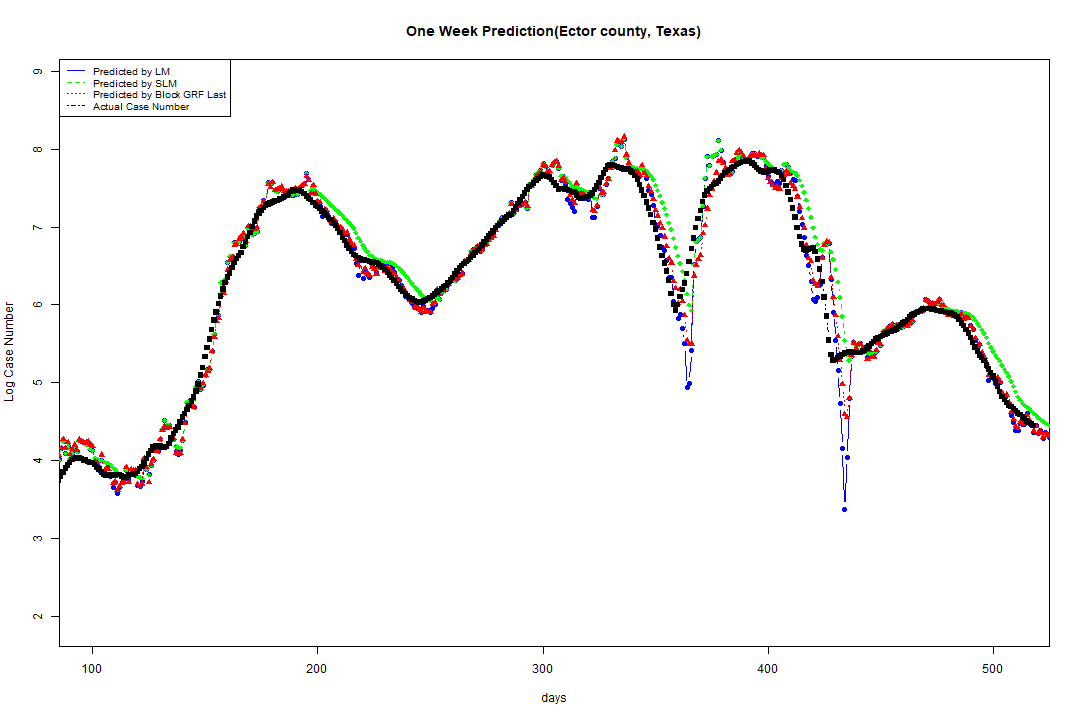 One Week Prediction(Ector county, Texas)
Predicted by LM
Predicted by SLM
Predicted by Block GRF Last
Actual Case Number
9
8
7
6
5
4
3
2
Log Case Number
100 200 300 400 500
days